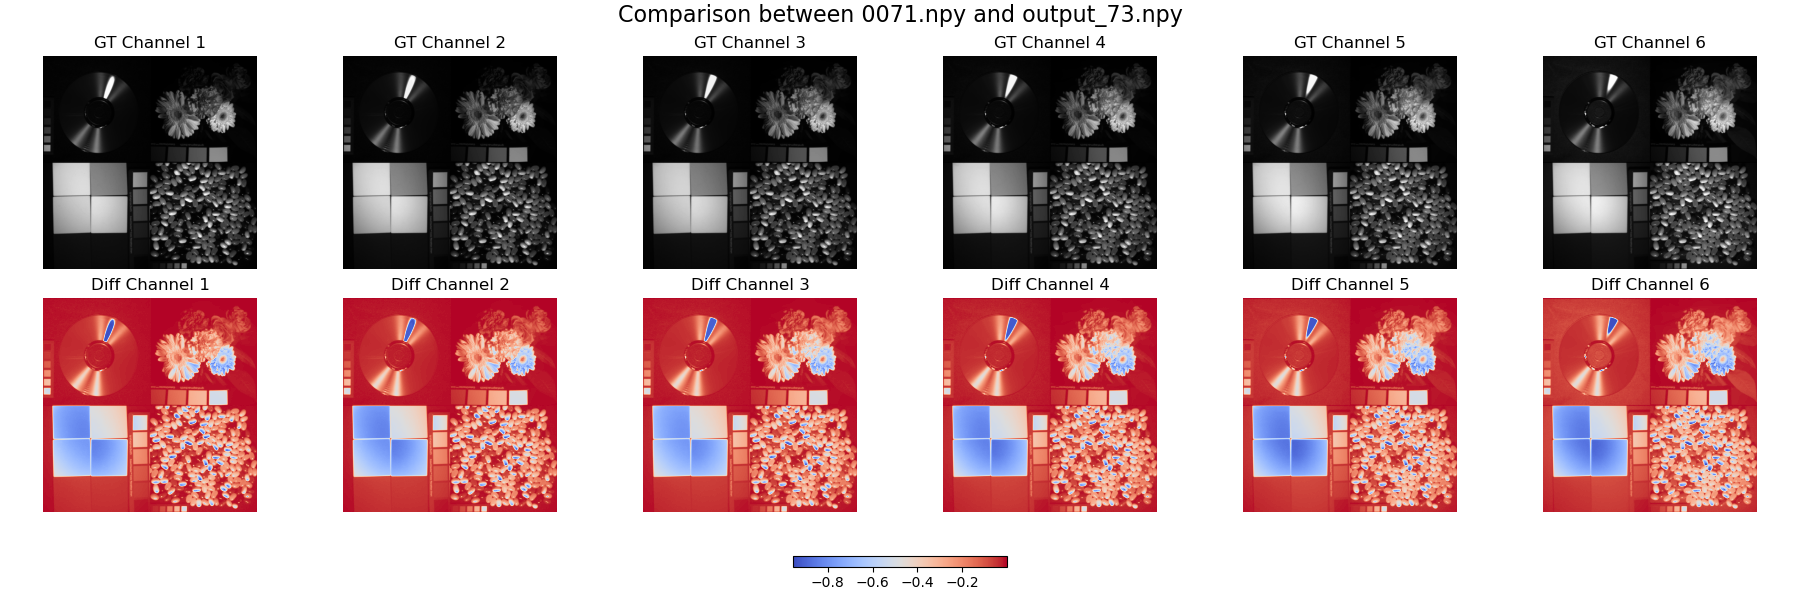 Comparison between 0071.npy and output_73.npy
GT Channel 1
GT Channel 2
GT Channel 3
GT Channel 4
GT Channel 5
GT Channel 6
Diff Channel 1
Diff Channel 2
Diff Channel 3
Diff Channel 4
Diff Channel 5
Diff Channel 6
−0.8 −0.6 −0.4 −0.2